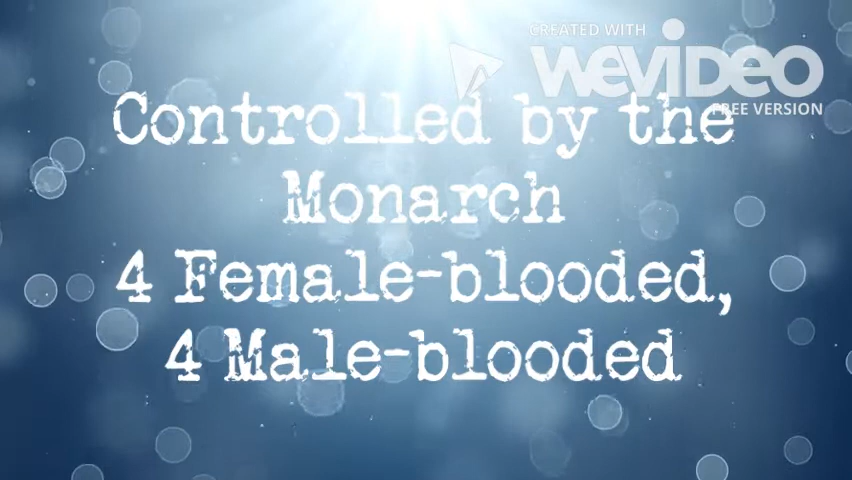 CREATED WITH
WEVIDEO
FREE VERSION
Controlled by the
Monarch
4 Female-blooded,
4 Male-blooded